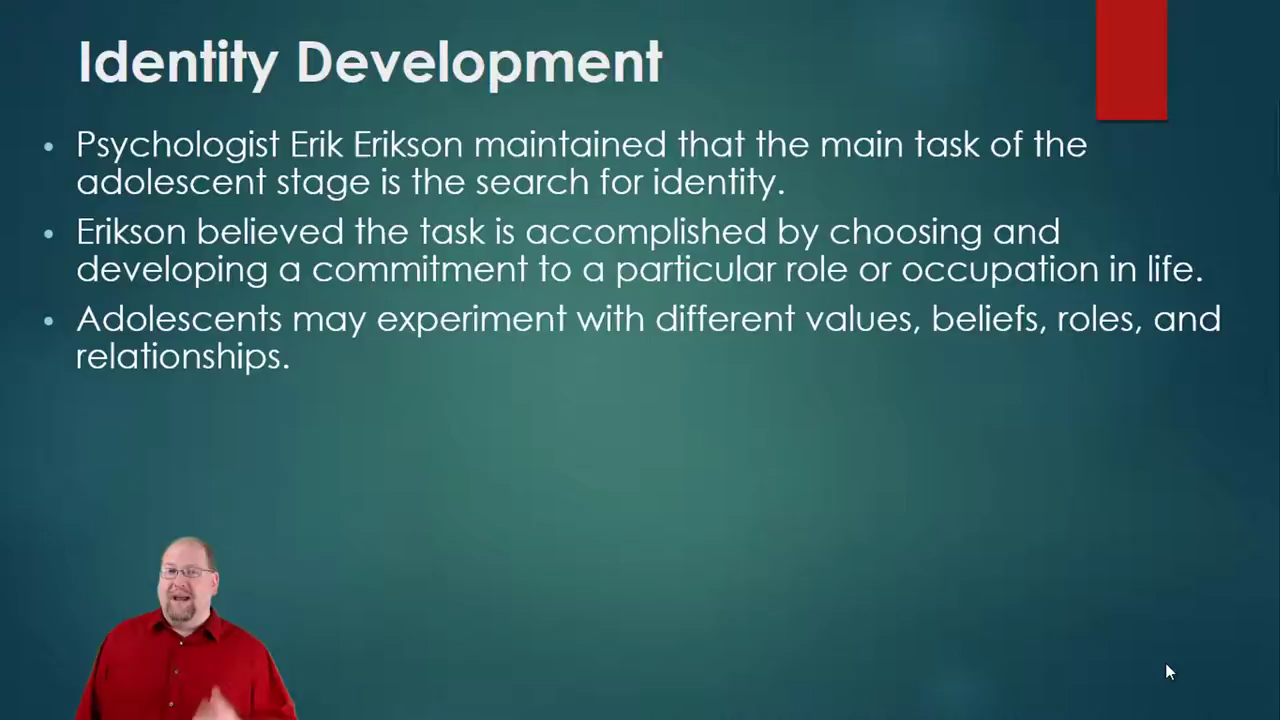 Identity Development
• Psychologist Erik Erikson maintained that the main task of the
adolescent stage is the search for identity.
• Erikson believed the task is accomplished by choosing and
developing a commitment to a particular role or occupation in life.
• Adolescents may experiment with different values, beliefs, roles, and
relationships.